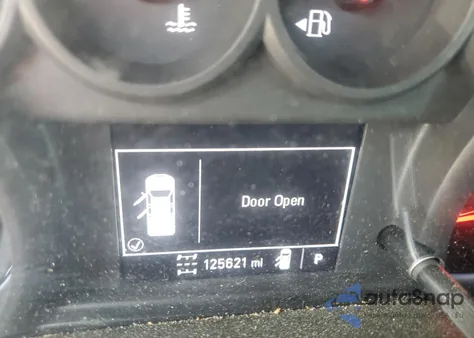 Door Open
125621 mi
P
autoSnap